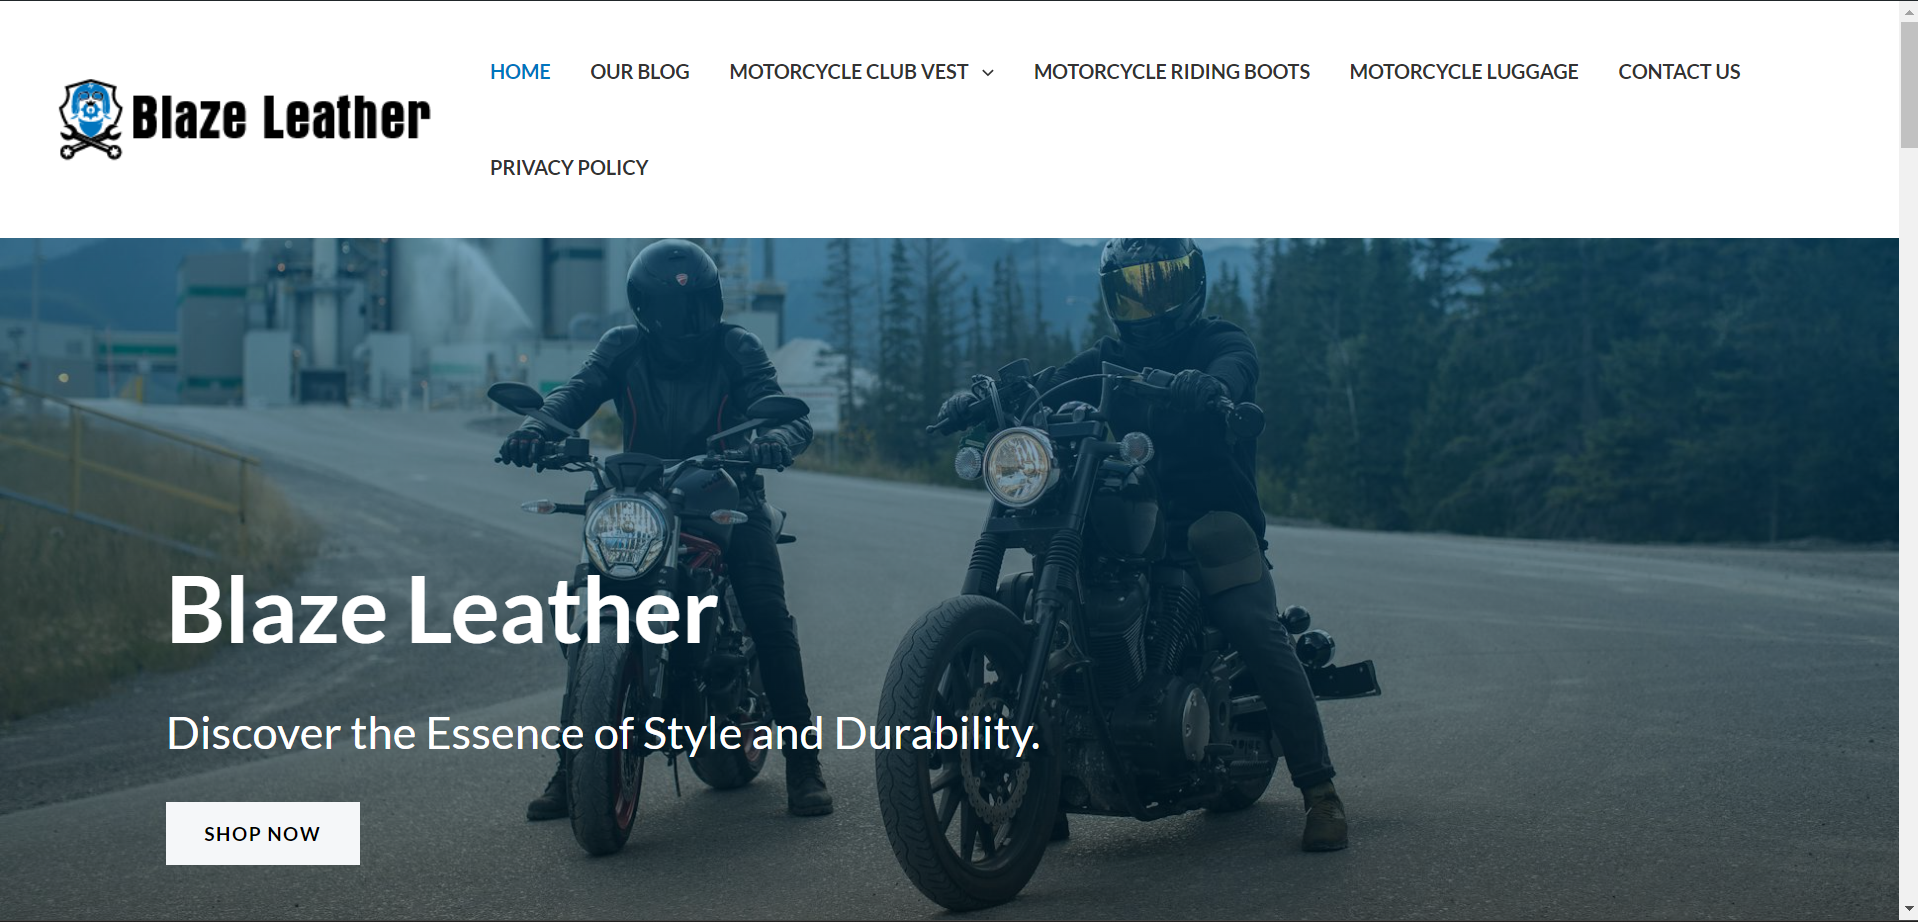 Blaze Leather
HOME OUR BLOG MOTORCYCLE CLUB VEST MOTORCYCLE RIDING BOOTS MOTORCYCLE LUGGAGE CONTACT US
PRIVACY POLICY
Blaze Leather
Discover the Essence of Style and Durability.
SHOP NOW